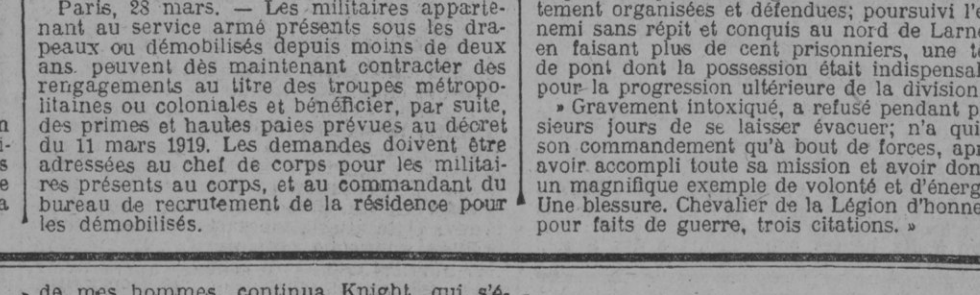 Paris, 28 mars. — Les militaires apparte-
nant au service armé présents sous les dra-
peaux ou démobilisés depuis moins de deux
ans peuvent dès maintenant contracter des
rengagements au titre des troupes métropo-
litaines ou coloniales et bénéficier, par suite,
des primes et hautes paies prévues au décret
du 11 mars 1919. Les demandes doivent être
adressées au chef de corps pour les militai-
res présents au corps, et au commandant du
bureau de recrutement de la résidence pour
les démobilisés.
tement organisées et défendues; poursuivi l'e
nemi sans répit et conquis au nord de Larn
en faisant plus de cent prisonniers, une t
de pont dont la possession était indispensa
pour la progression ultérieure de la division
» Gravement intoxiqué, a refusé pendant p
sieurs jours de se laisser évacuer; n'a qui
son commandement qu'à bout de forces, apr
avoir accompli toute sa mission et avoir don
un magnifique exemple de volonté et d'énerg
Une blessure. Chevalier de la Légion d'honne
pour faits de guerre, trois citations. »
de mes hommes, continua Knight, qui s'é-